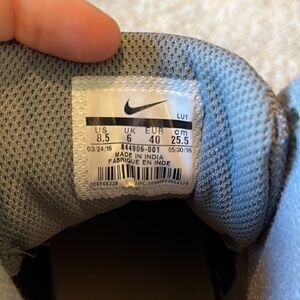 LU1
US UK EUR cm
8.5 6 40 25.5
03/24/16 844906-001 05/30/16
MADE IN INDIA
FABRIQUE EN INDE